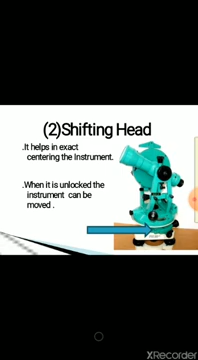 (2)Shifting Head
.It helps in exact
centering the Instrument.
.When it is unlocked the
instrument can be
moved .
XRecorder